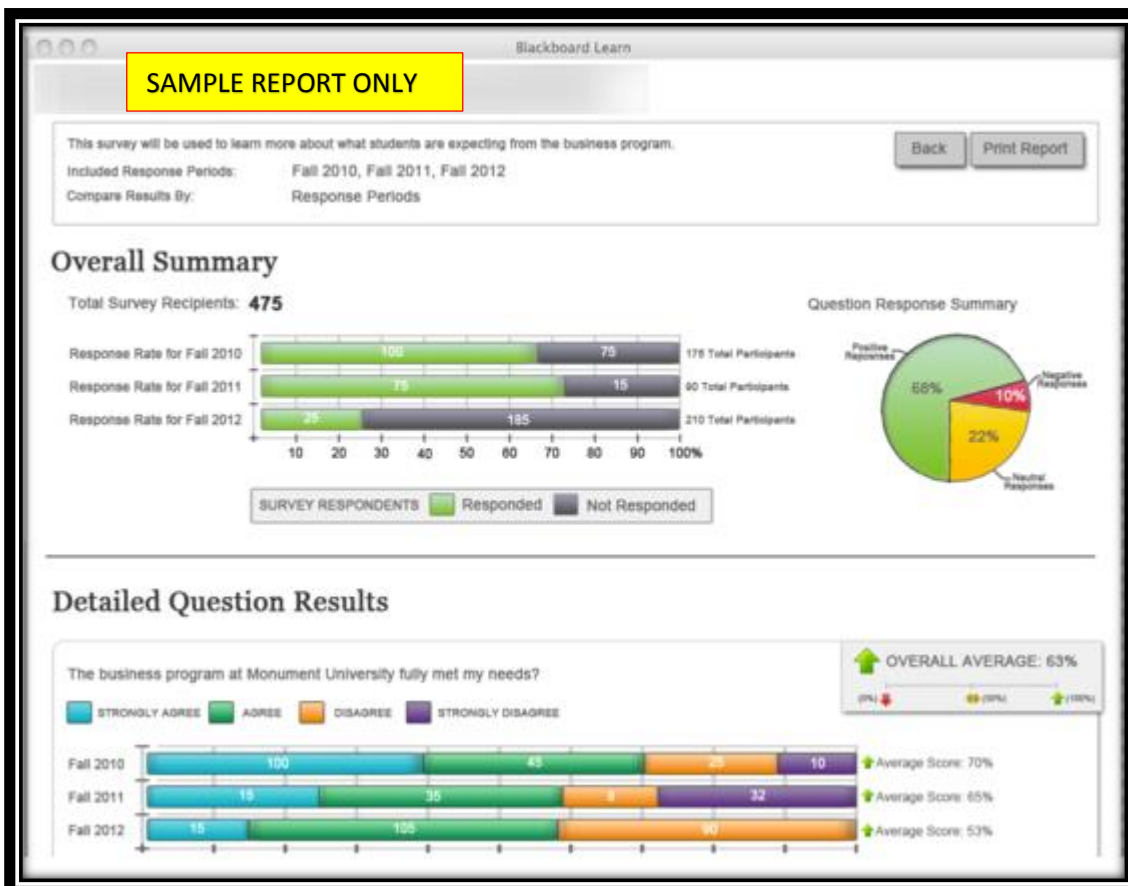 Blackboard Learn
SAMPLE REPORT ONLY
This survey will be used to learn more about what students are expecting from the business program.
Back
Print Report
Included Response Periods: Fall 2010, Fall 2011, Fall 2012
Compare Results By: Response Periods
Overall Summary
Total Survey Recipients: 475
Question Response Summary
Response Rate for Fall 2010 100 75 175 Total Participants
Response Rate for Fall 2011 75 15 90 Total Participants
Response Rate for Fall 2012 25 185 210 Total Participants
10 20 30 40 50 60 70 80 90 100%
SURVEY RESPONDENTS Responded Not Responded
Positive
Responses
68%
Negative
Responses
10%
22%
Neutral
Responses
Detailed Question Results
The business program at Monument University fully met my needs?
OVERALL AVERAGE: 63%
(0%) (50%) (100%)
STRONGLY AGREE AGREE DISAGREE STRONGLY DISAGREE
Fall 2010 100 45 25 10 Average Score: 70%
Fall 2011 15 35 8 32 Average Score: 65%
Fall 2012 15 105 90 Average Score: 53%